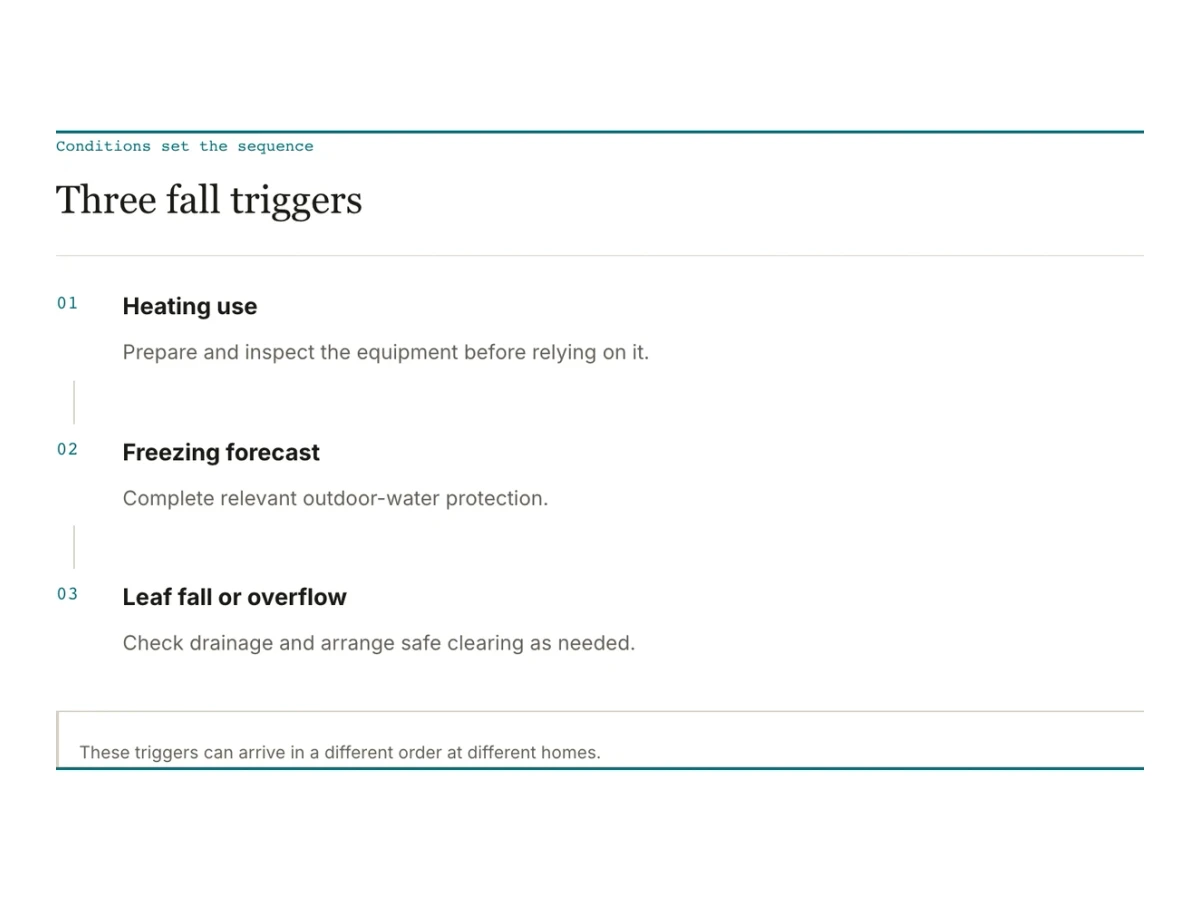 Conditions set the sequence
Three fall triggers
01
Heating use
Prepare and inspect the equipment before relying on it.
02
Freezing forecast
Complete relevant outdoor-water protection.
03
Leaf fall or overflow
Check drainage and arrange safe clearing as needed.
These triggers can arrive in a different order at different homes.